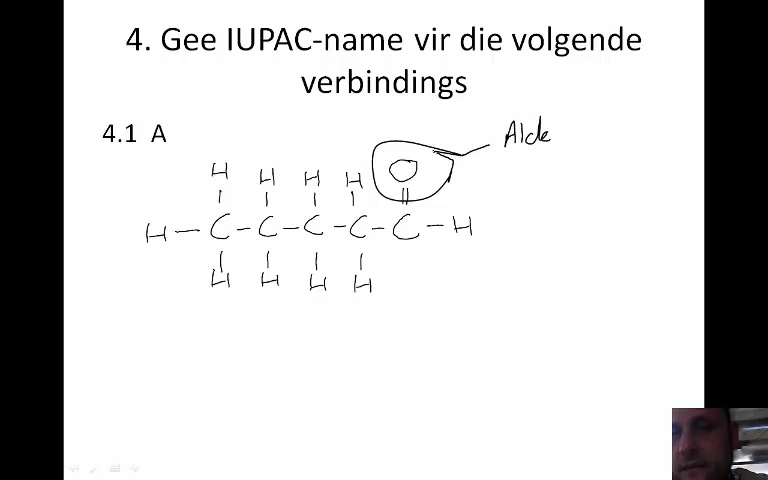 4. Gee IUPAC-name vir die volgende
verbindings
4.1 A
Alde
O
H H H H
H - C - C - C - C - C - H
H H H H